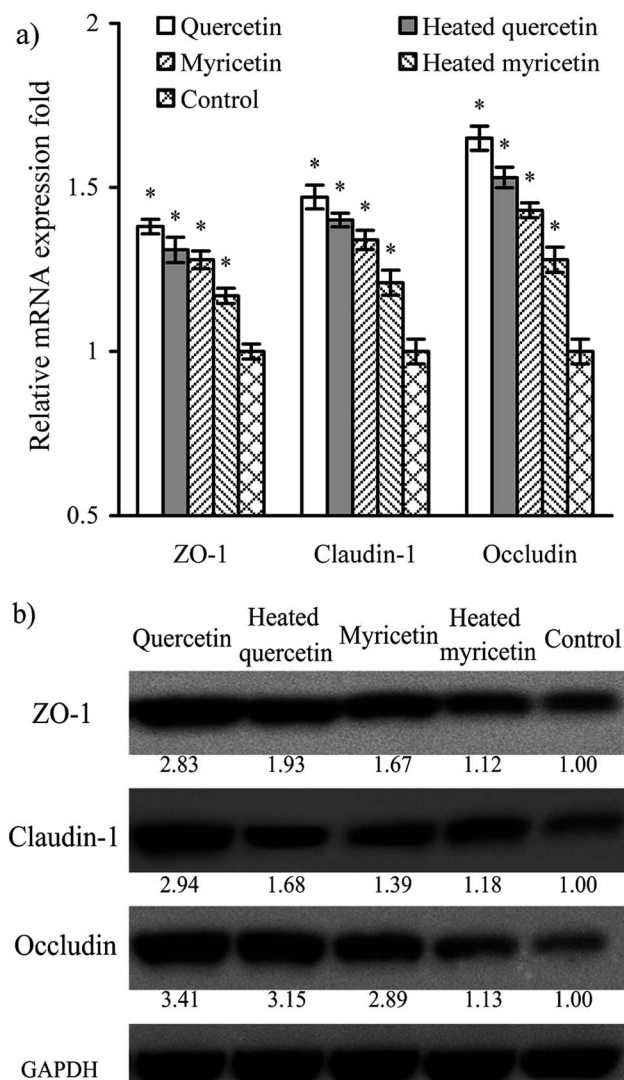 a)
2
1.5
1
0.5
Relative mRNA expression fold
Quercetin
Heated quercetin
Myricetin
Heated myricetin
Control
* * * *
* * * *
* * * *
ZO-1 Claudin-1 Occludin
b)
Quercetin Heated quercetin Myricetin Heated myricetin Control
ZO-1
2.83 1.93 1.67 1.12 1.00
Claudin-1
2.94 1.68 1.39 1.18 1.00
Occludin
3.41 3.15 2.89 1.13 1.00
GAPDH